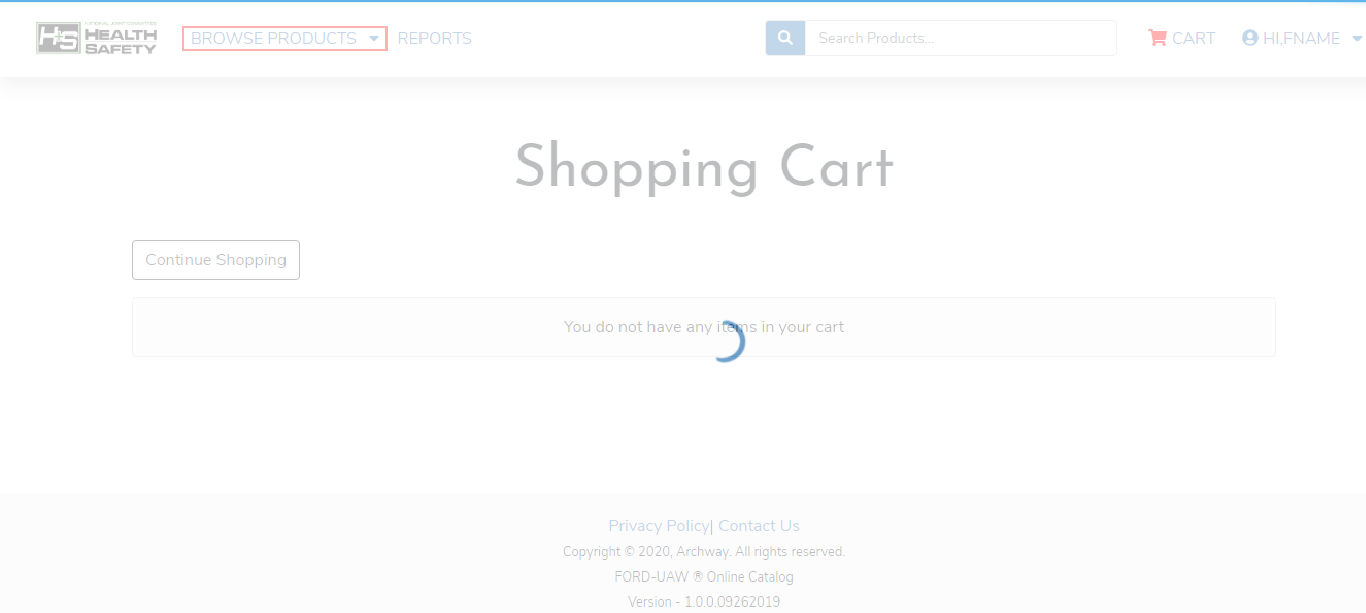 NATIONAL JOINT COMMITTEE
H+S HEALTH SAFETY
BROWSE PRODUCTS
REPORTS
Search Products...
CART
HI,FNAME
Shopping Cart
Continue Shopping
You do not have any items in your cart
Privacy Policy| Contact Us
Copyright © 2020, Archway. All rights reserved.
FORD-UAW ® Online Catalog
Version - 1.0.0.09262019